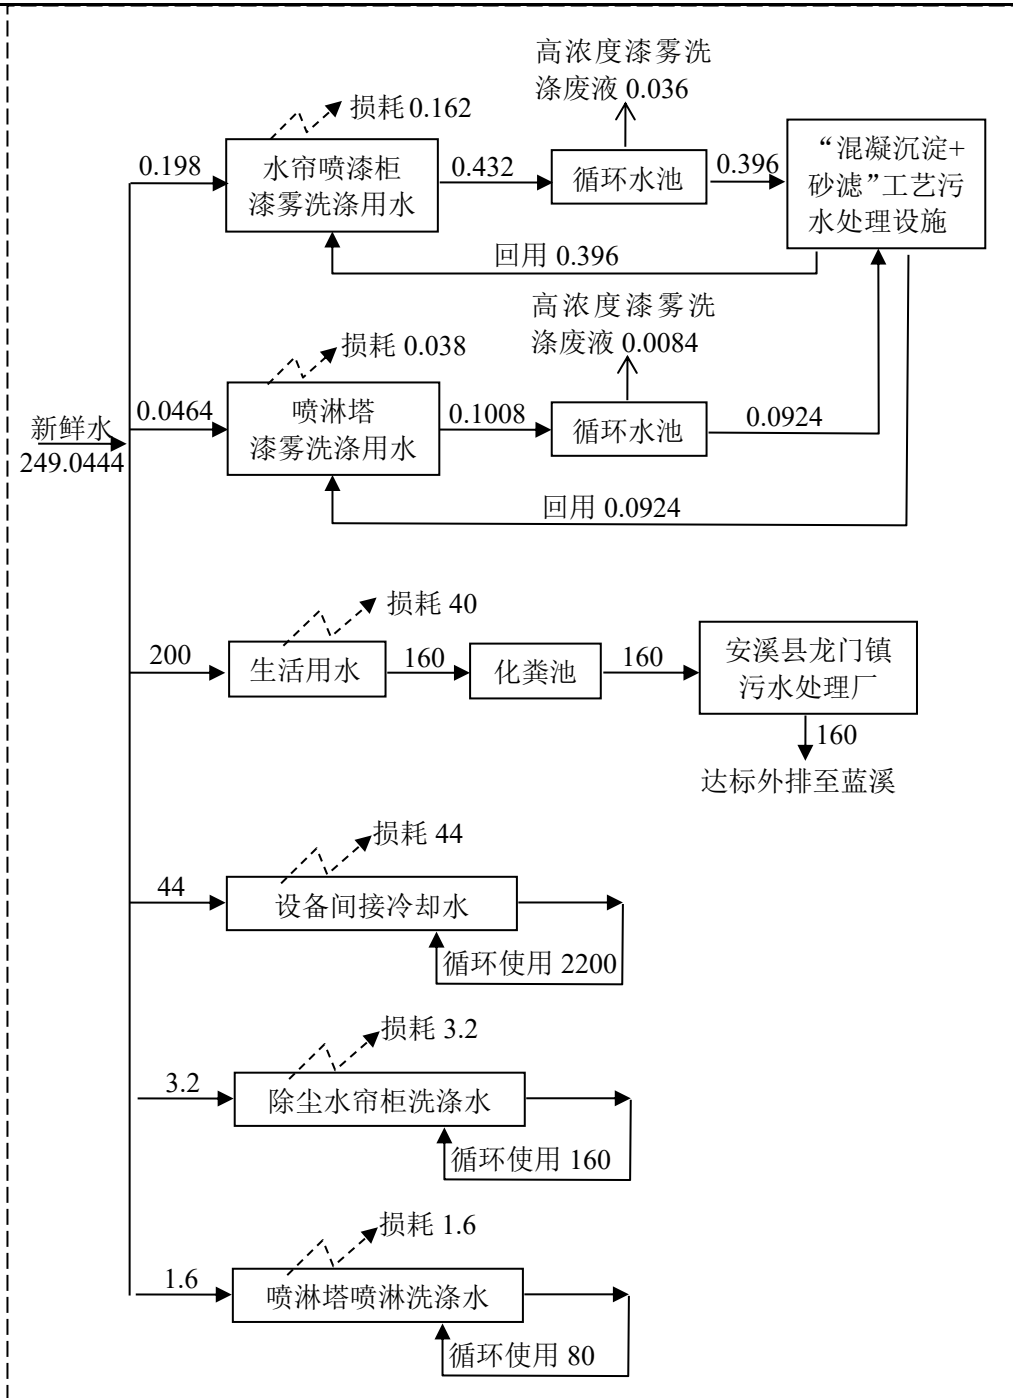 高浓度漆雾洗
涤废液 0.036
损耗 0.162
0.198
水帘喷漆柜
漆雾洗涤用水
0.432
循环水池
0.396
“混凝沉淀+
砂滤”工艺污
水处理设施
回用 0.396
高浓度漆雾洗
涤废液 0.0084
损耗 0.038
新鲜水
249.0444
0.0464
喷淋塔
漆雾洗涤用水
0.1008
循环水池
0.0924
回用 0.0924
损耗 40
200
生活用水
160
化粪池
160
安溪县龙门镇
污水处理厂
160
达标外排至蓝溪
损耗 44
44
设备间接冷却水
循环使用 2200
损耗 3.2
3.2
除尘水帘柜洗涤水
循环使用 160
损耗 1.6
1.6
喷淋塔喷淋洗涤水
循环使用 80